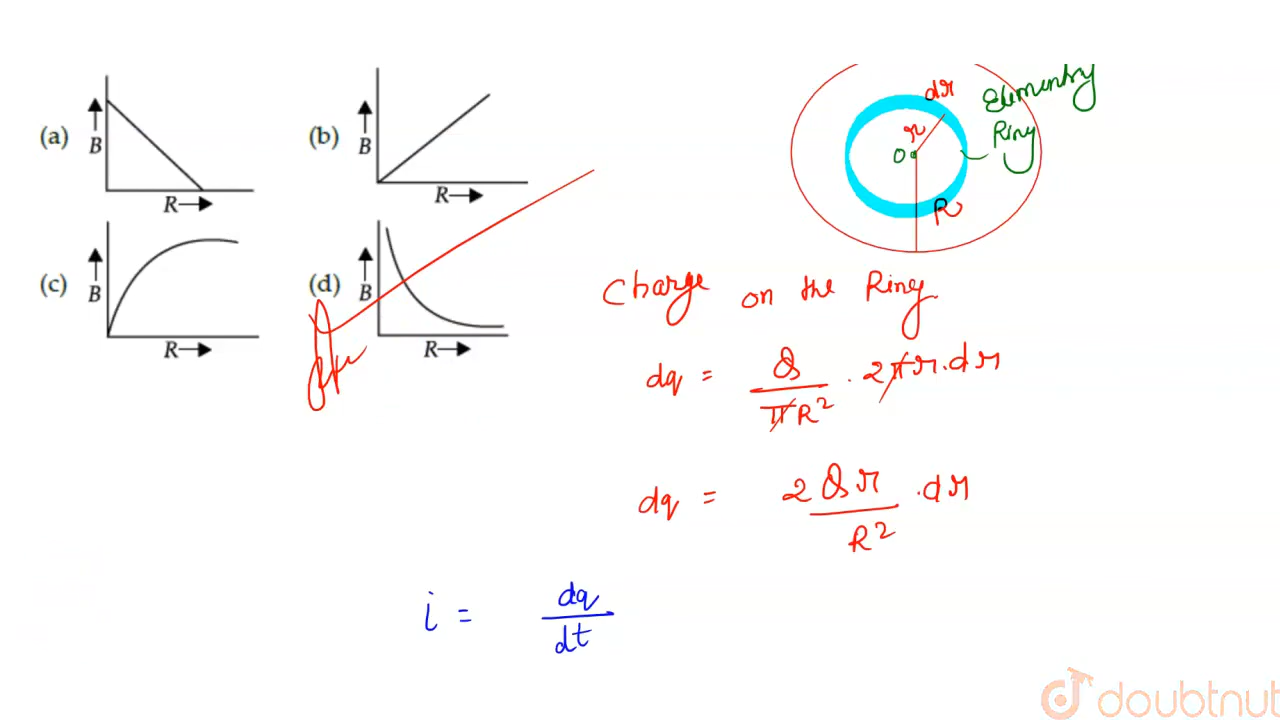 (a) B R
(b) B R
(c) B R
(d) B R
dr
r
O
R
Elementry
Ring
Charge on the Ring
dq = Q/πR² . 2πr.dr
dq = 2Qr/R² .dr
i = dq/dt
doubtnut